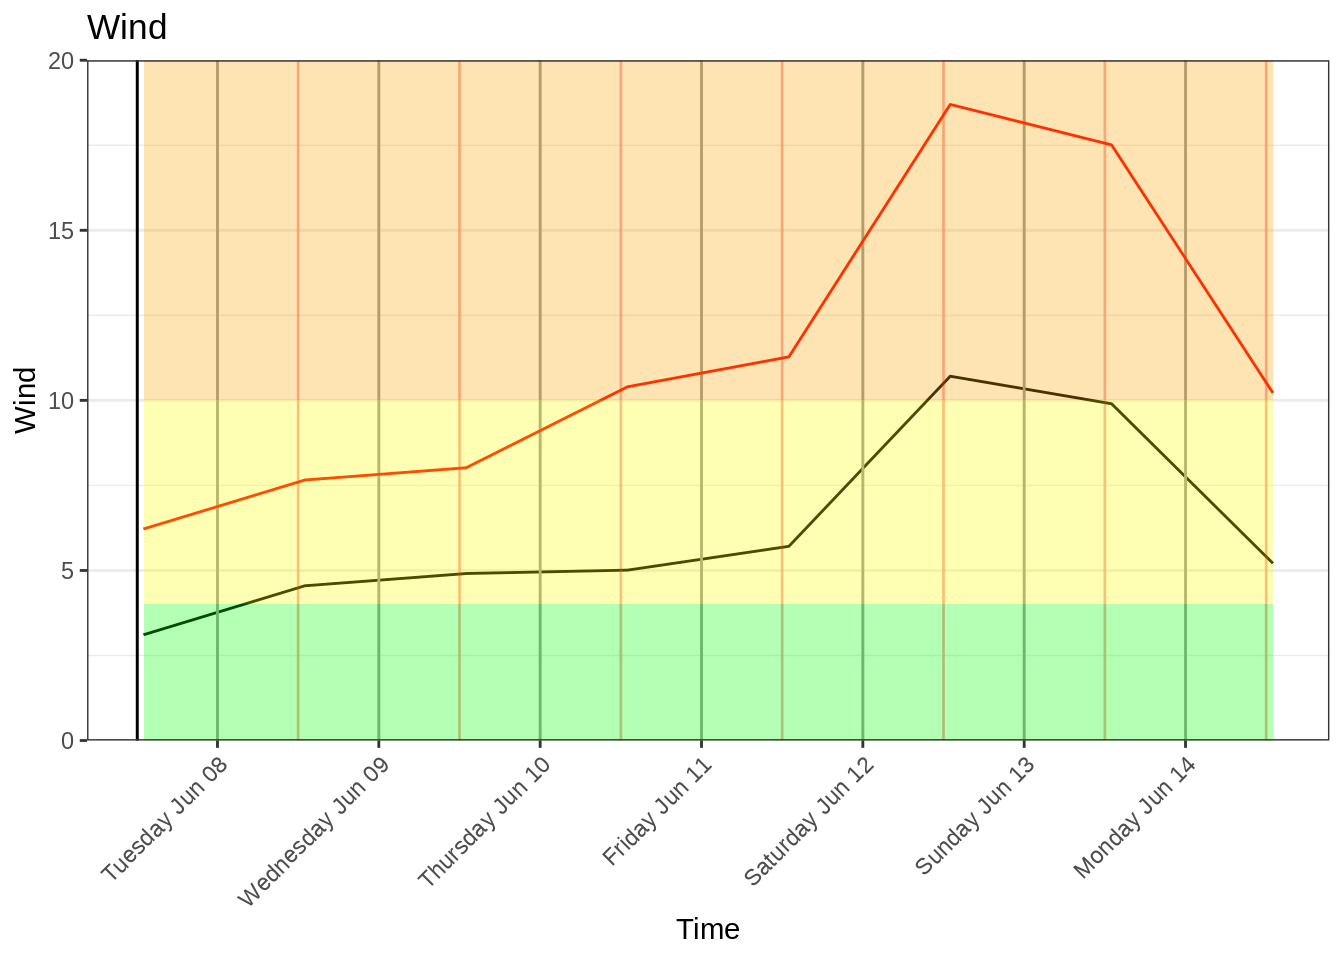 Wind
20
15
10
5
0
Wind
Tuesday Jun 08
Wednesday Jun 09
Thursday Jun 10
Friday Jun 11
Saturday Jun 12
Sunday Jun 13
Monday Jun 14
Time